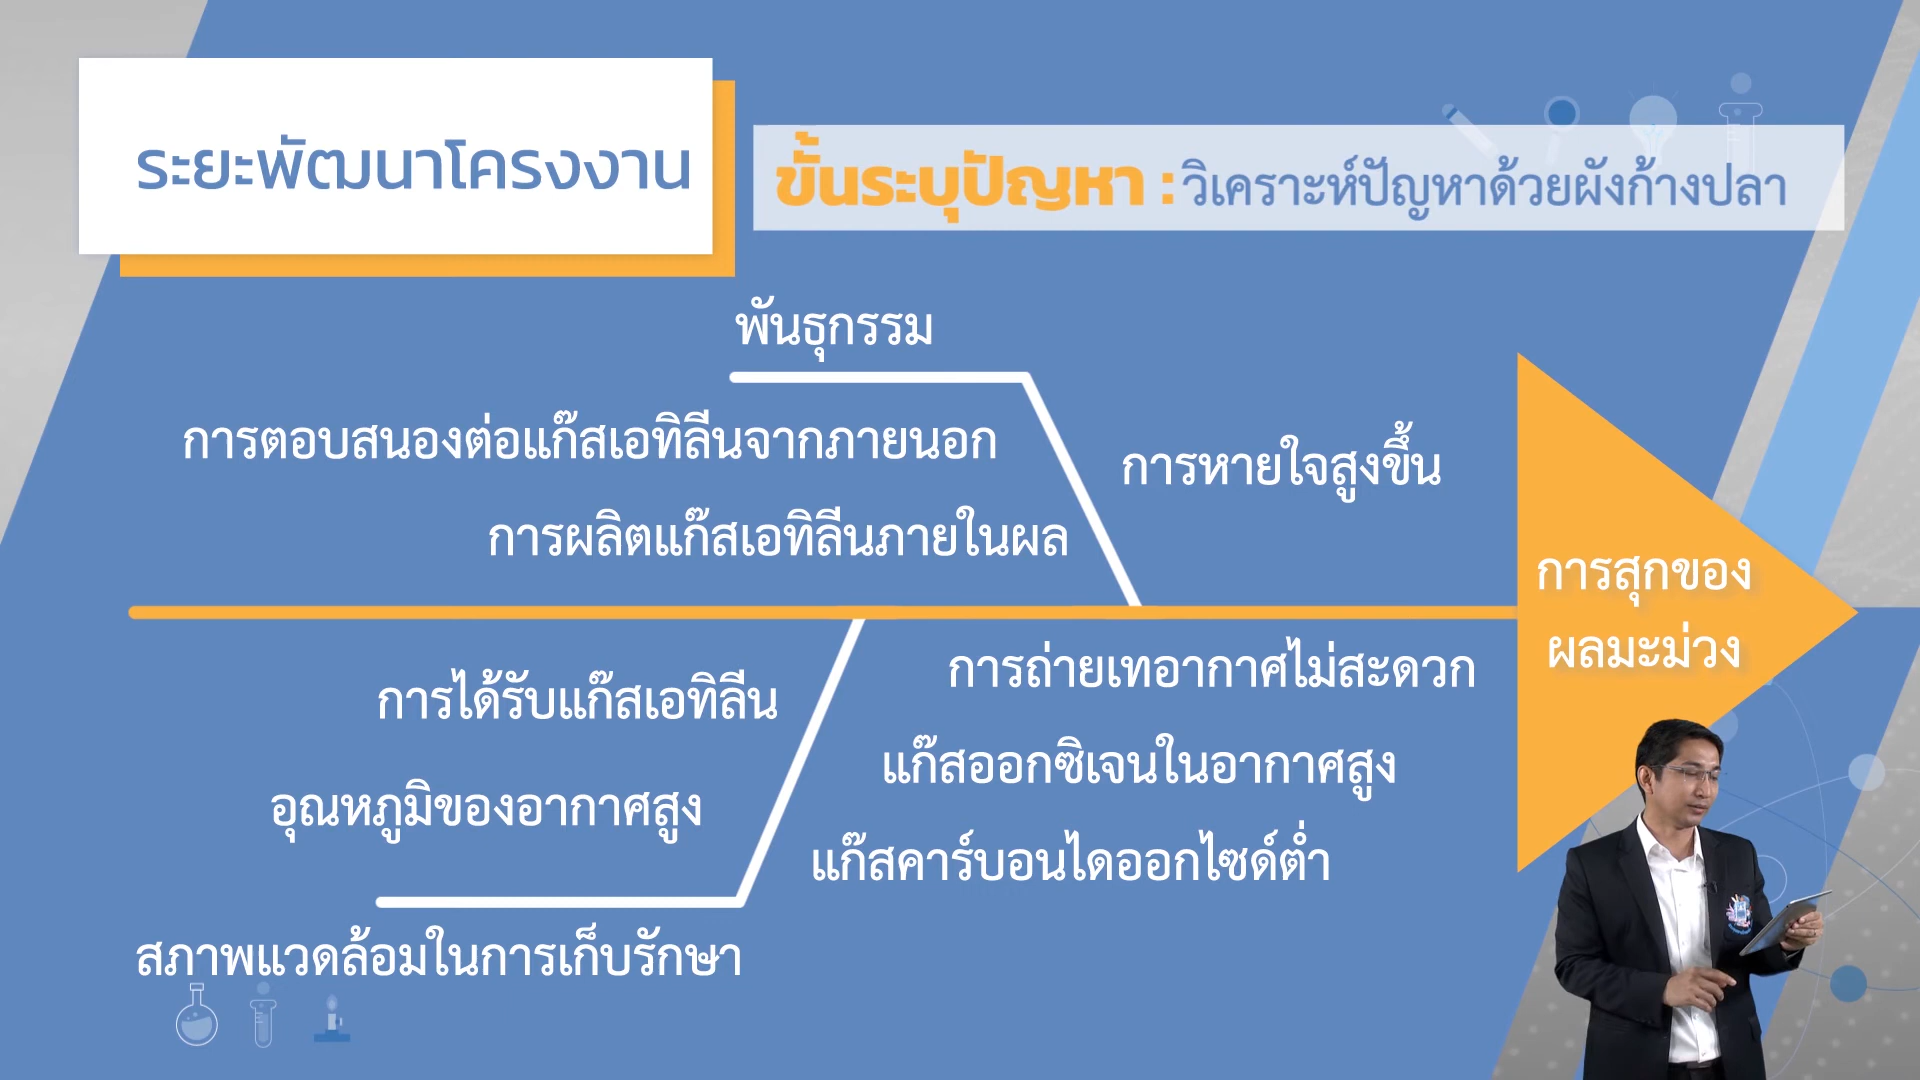 ระยะพัฒนาโครงงาน
ขั้นระบุปัญหา : วิเคราะห์ปัญหาด้วยผังก้างปลา
พันธุกรรม
การตอบสนองต่อแก๊สเอทิลีนจากภายนอก
การหายใจสูงขึ้น
การผลิตแก๊สเอทิลีนภายในผล
การสุกของ
ผลมะม่วง
การได้รับแก๊สเอทิลีน
การถ่ายเทอากาศไม่สะดวก
อุณหภูมิของอากาศสูง
แก๊สออกซิเจนในอากาศสูง
แก๊สคาร์บอนไดออกไซด์ต่ำ
สภาพแวดล้อมในการเก็บรักษา